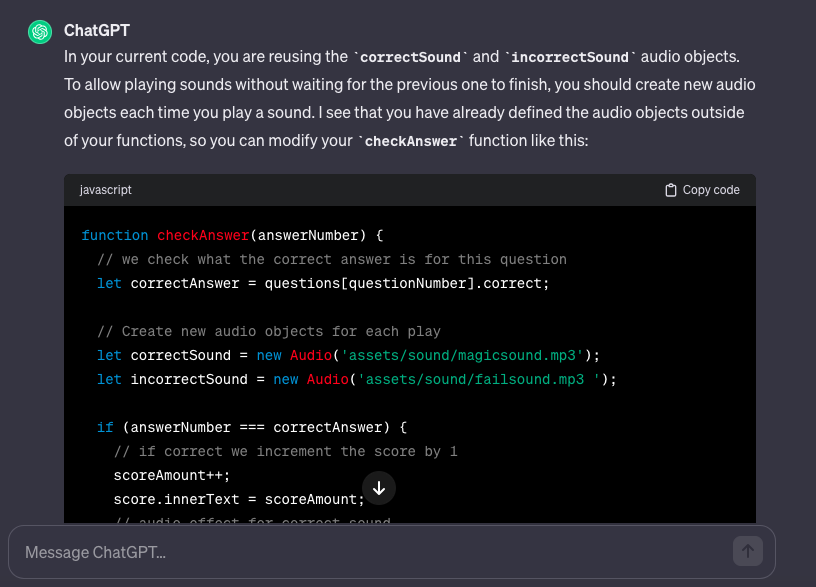 ChatGPT
In your current code, you are reusing the `correctSound` and `incorrectSound` audio objects.
To allow playing sounds without waiting for the previous one to finish, you should create new audio
objects each time you play a sound. I see that you have already defined the audio objects outside
of your functions, so you can modify your `checkAnswer` function like this:
javascript Copy code
function checkAnswer(answerNumber) {
  // we check what the correct answer is for this question
  let correctAnswer = questions[questionNumber].correct;
  // Create new audio objects for each play
  let correctSound = new Audio('assets/sound/magicsound.mp3');
  let incorrectSound = new Audio('assets/sound/failsound.mp3 ');
  if (answerNumber === correctAnswer) {
    // if correct we increment the score by 1
    scoreAmount++;
    score.innerText = scoreAmount;
    // audio effect for correct sound
Message ChatGPT...